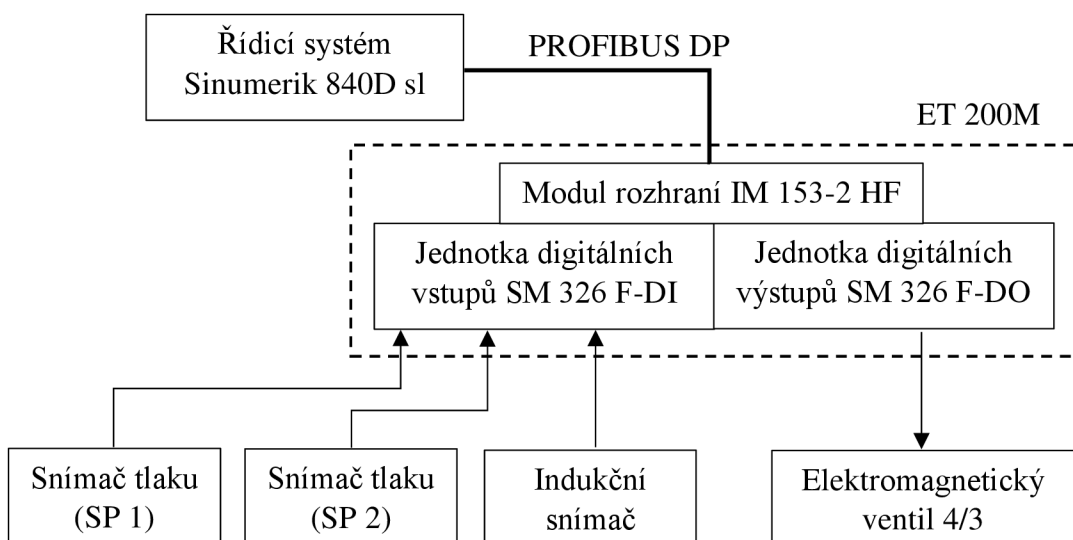 Řídicí systém
Sinumerik 840D sl
PROFIBUS DP
ET 200M
Modul rozhraní IM 153-2 HF
Jednotka digitálních
vstupů SM 326 F-DI
Jednotka digitálních
výstupů SM 326 F-DO
Snímač tlaku
(SP 1)
Snímač tlaku
(SP 2)
Indukční
snímač
Elektromagnetický
ventil 4/3